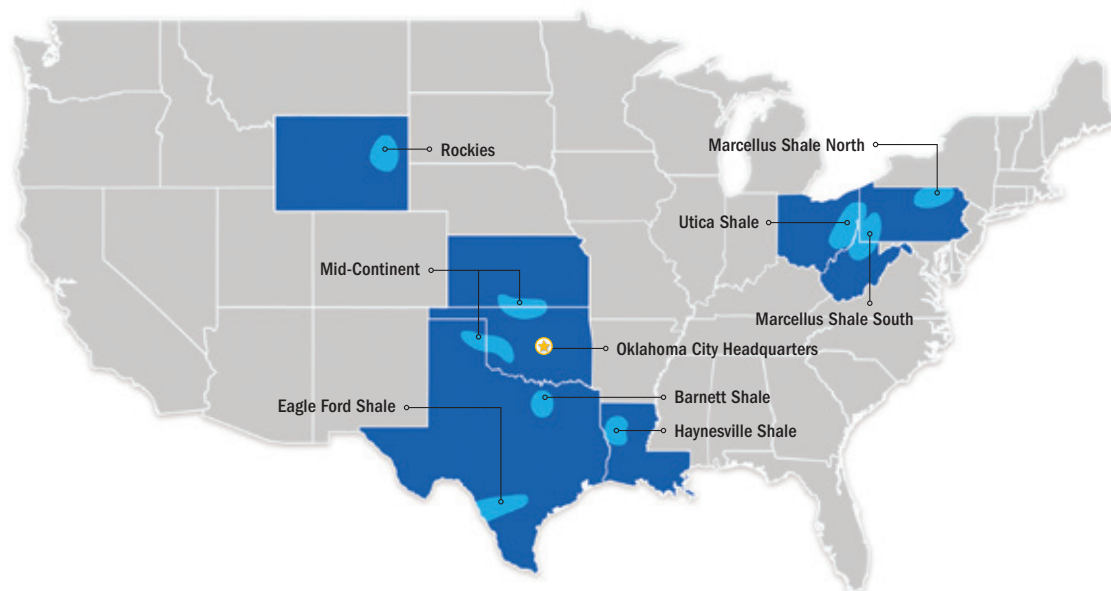 Rockies
Marcellus Shale North
Utica Shale
Mid-Continent
Marcellus Shale South
Oklahoma City Headquarters
Barnett Shale
Eagle Ford Shale
Haynesville Shale